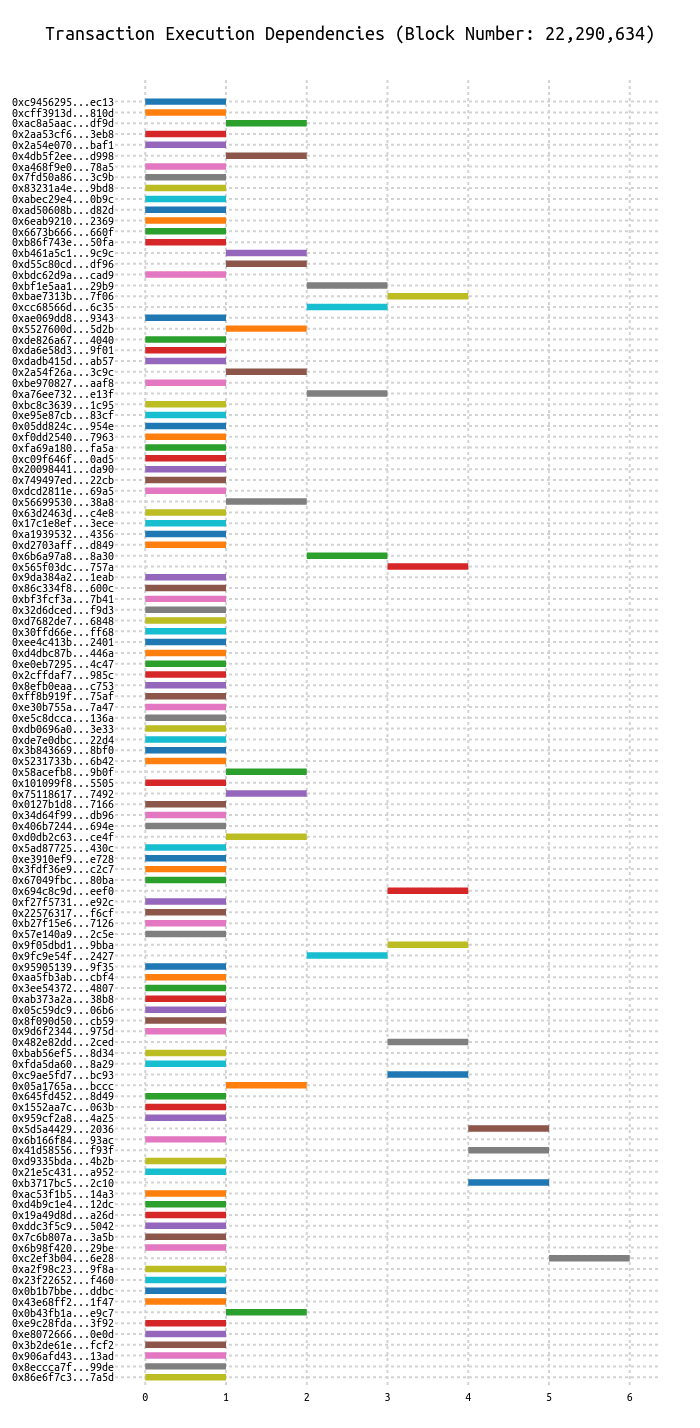 Transaction Execution Dependencies (Block Number: 22,290,634)
0xc9456295...ec13
0xcff3913d...810d
0xac8a5aac...df9d
0x2aa53cf6...3eb8
0x2a54e070...baf1
0x4db5f2ee...d998
0xa468f9e0...78a5
0x7fd50a86...3c9b
0x83231a4e...9bd8
0xabec29e4...0b9c
0xad50608b...d82d
0x6eab9210...2369
0x6673b666...660f
0xb86f743e...50fa
0xb461a5c1...9c9c
0xd55c80cd...df96
0xbdc62d9a...cad9
0xbf1e5aa1...29b9
0xbae7313b...7f06
0xcc68566d...6c35
0xae069dd8...9343
0x5527600d...5d2b
0xde826a67...4040
0xda6e58d3...9f01
0xdadb415d...ab57
0x2a54f26a...3c9c
0xbe970827...aaf8
0xa76ee732...e13f
0xbc8c3639...1c95
0xe95e87cb...83cf
0x05dd824c...954e
0xf0dd2540...7963
0xfa69a180...fa5a
0xc09f646f...0ad5
0x20098441...da90
0x749497ed...22cb
0xdcd2811e...69a5
0x56699530...38a8
0x63d2463d...c4e8
0x17c1e8ef...3ece
0xa1939532...4356
0xd2703aff...d849
0x6b6a97a8...8a30
0x565f03dc...757a
0x9da384a2...1eab
0x86c334f8...600c
0xbf3fcf3a...7b41
0x32d6dced...f9d3
0xd7682de7...6848
0x30ffd66e...ff68
0xee4c413b...2401
0xd4dbc87b...446a
0xe0eb7295...4c47
0x2cffdaf7...985c
0x8efb0eaa...c753
0xff8b919f...75af
0xe30b755a...7a47
0xe5c8dcca...136a
0xdb0696a0...3e33
0xde7e0dbc...22d4
0x3b843669...8bf0
0x5231733b...6b42
0x58acefb8...9b0f
0x101099f8...5505
0x75118617...7492
0x0127b1d8...7166
0x34d64f99...db96
0x406b7244...694e
0xd0db2c63...ce4f
0x5ad87725...430c
0xe3910ef9...e728
0x3fdf36e9...c2c7
0x67049fbc...80ba
0x694c8c9d...eef0
0xf27f5731...e92c
0x22576317...f6cf
0xb27f15e6...7126
0x57e140a9...2c5e
0x9f05dbd1...9bba
0x9fc9e54f...2427
0x95905139...9f35
0xaa5fb3ab...cbf4
0x3ee54372...4807
0xab373a2a...38b8
0x05c59dc9...06b6
0x8f090d50...cb59
0x9d6f2344...975d
0x482e82dd...2ced
0xbab56ef5...8d34
0xfda5da60...8a29
0xc9ae5fd7...bc93
0x05a1765a...bccc
0x645fd452...8d49
0x1552aa7c...063b
0x959cf2a8...4a25
0x5d5a4429...2036
0x6b166f84...93ac
0x41d58556...f93f
0xd9335bda...4b2b
0x21e5c431...a952
0xb3717bc5...2c10
0xac53f1b5...14a3
0xd4b9c1e4...12dc
0x19a49d8d...a26d
0xddc3f5c9...5042
0x7c6b807a...3a5b
0x6b98f420...29be
0xc2ef3b04...6e28
0xa2f98c23...9f8a
0x23f22652...f460
0x0b1b7bbe...ddbc
0x43e68ff2...1f47
0x0b43fb1a...e9c7
0xe9c28fda...3f92
0xe8072666...0e0d
0x3b2de61e...fcf2
0x906afd43...13ad
0x8eccca7f...99de
0x86e6f7c3...7a5d
0 1 2 3 4 5 6